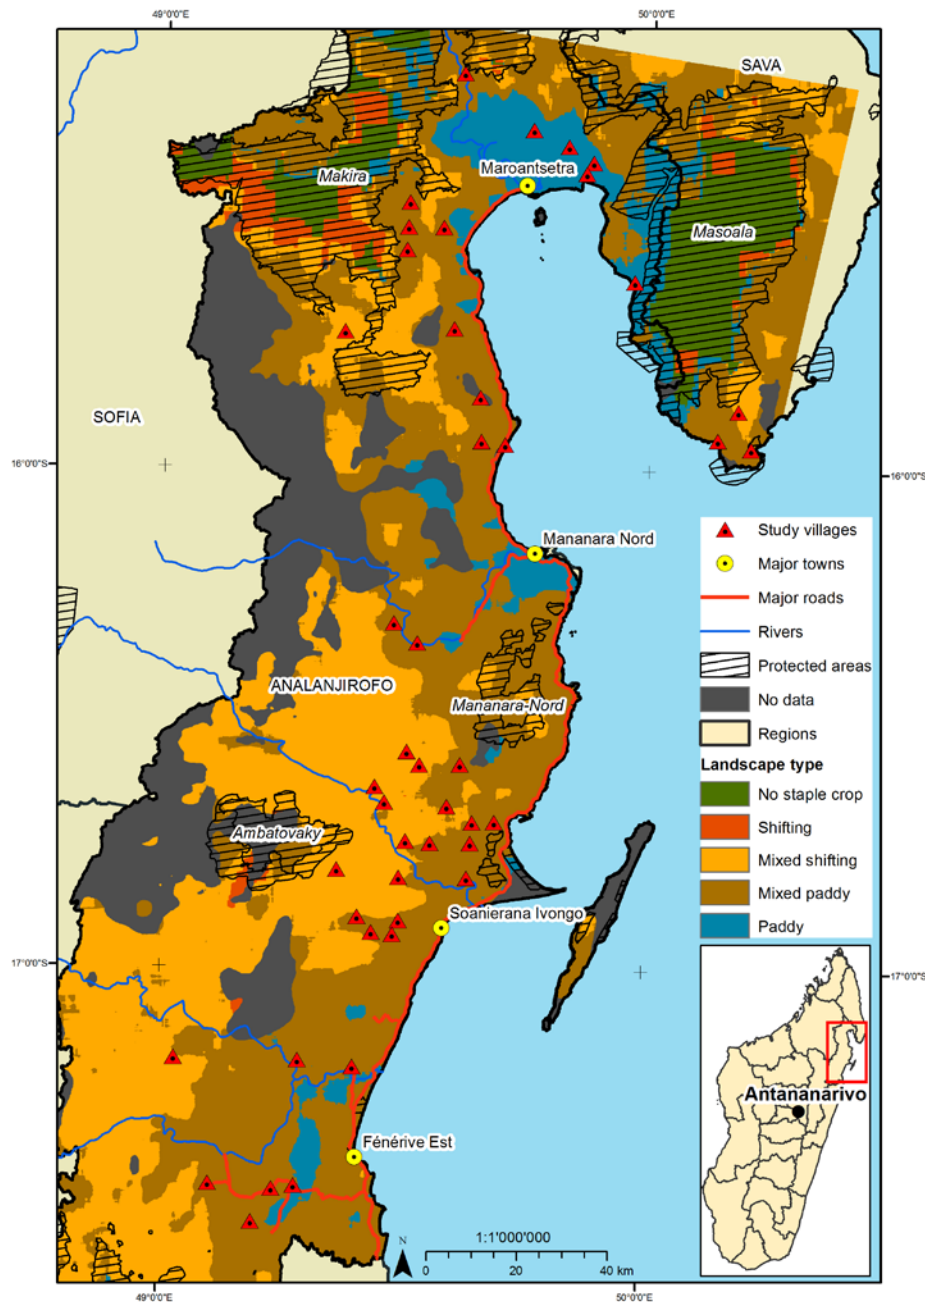 49°0'0"E
50°0'0"E
SAVA
Maroantsetra
Makira
Masoala
SOFIA
16°0'0"S
16°0'0"S
Mananara Nord
ANALANJIROFO
Mananara-Nord
Ambatovaky
Soanierana Ivongo
17°0'0"S
17°0'0"S
Fénérive Est
Study villages
Major towns
Major roads
Rivers
Protected areas
No data
Regions
Landscape type
No staple crop
Shifting
Mixed shifting
Mixed paddy
Paddy
Antananarivo
N
1:1'000'000
0 20 40 km
49°0'0"E
50°0'0"E